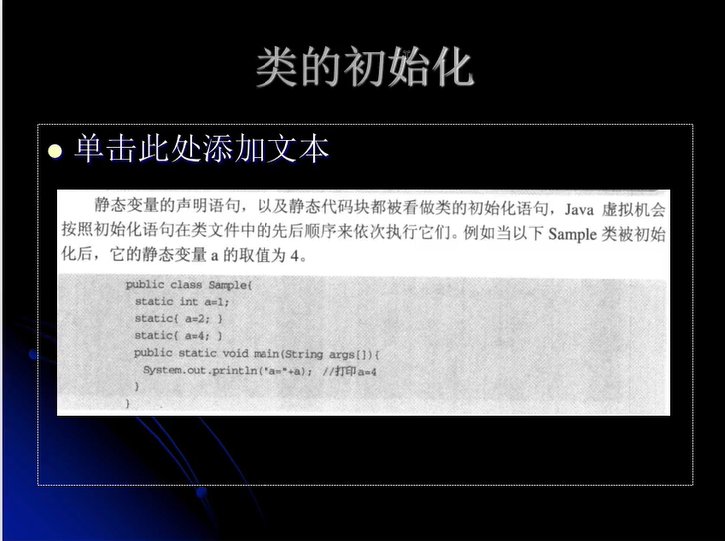 类的初始化
单击此处添加文本
静态变量的声明语句，以及静态代码块都被看做类的初始化语句，Java 虚拟机会
按照初始化语句在类文件中的先后顺序来依次执行它们。例如当以下 Sample 类被初始
化后，它的静态变量 a 的取值为 4。
public class Sample{
static int a=1;
static{ a=2; }
static{ a=4; }
public static void main(String args[]){
System.out.println("a="+a); //打印a=4
}
}